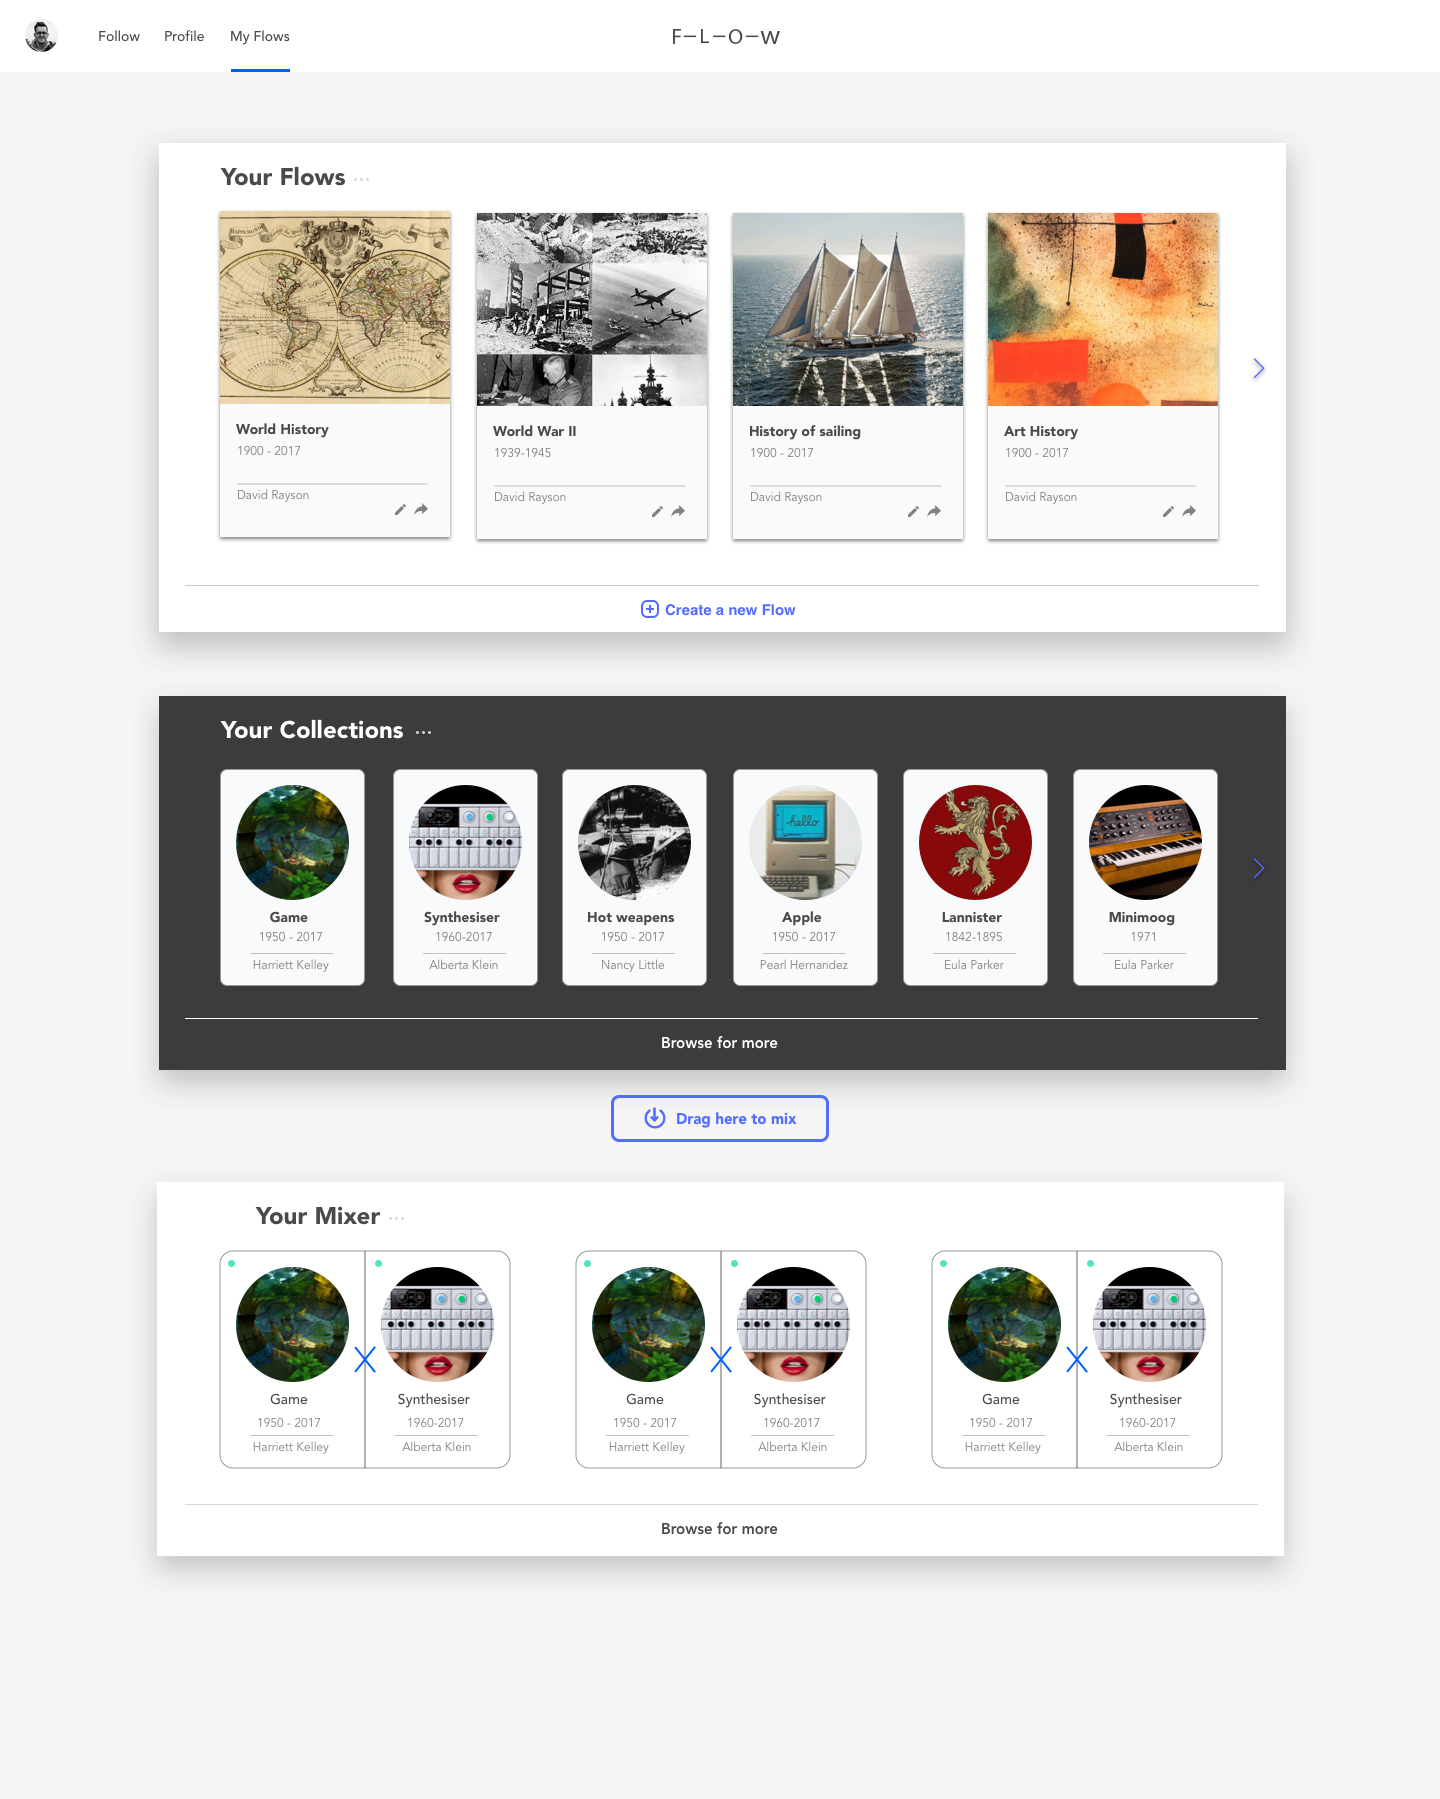 Follow Profile My Flows F–L–O–W
Your Flows ...
World History
1900 - 2017
David Rayson
World War II
1939-1945
David Rayson
History of sailing
1900 - 2017
David Rayson
Art History
1900 - 2017
David Rayson
Create a new Flow
Your Collections ...
hello
Game
1950 - 2017
Harriett Kelley
Synthesiser
1960-2017
Alberta Klein
Hot weapens
1950 - 2017
Nancy Little
Apple
1950 - 2017
Pearl Hernandez
Lannister
1842-1895
Eula Parker
Minimoog
1971
Eula Parker
Browse for more
Drag here to mix
Your Mixer ...
Game
1950 - 2017
Harriett Kelley
Synthesiser
1960-2017
Alberta Klein
Game
1950 - 2017
Harriett Kelley
Synthesiser
1960-2017
Alberta Klein
Game
1950 - 2017
Harriett Kelley
Synthesiser
1960-2017
Alberta Klein
Browse for more